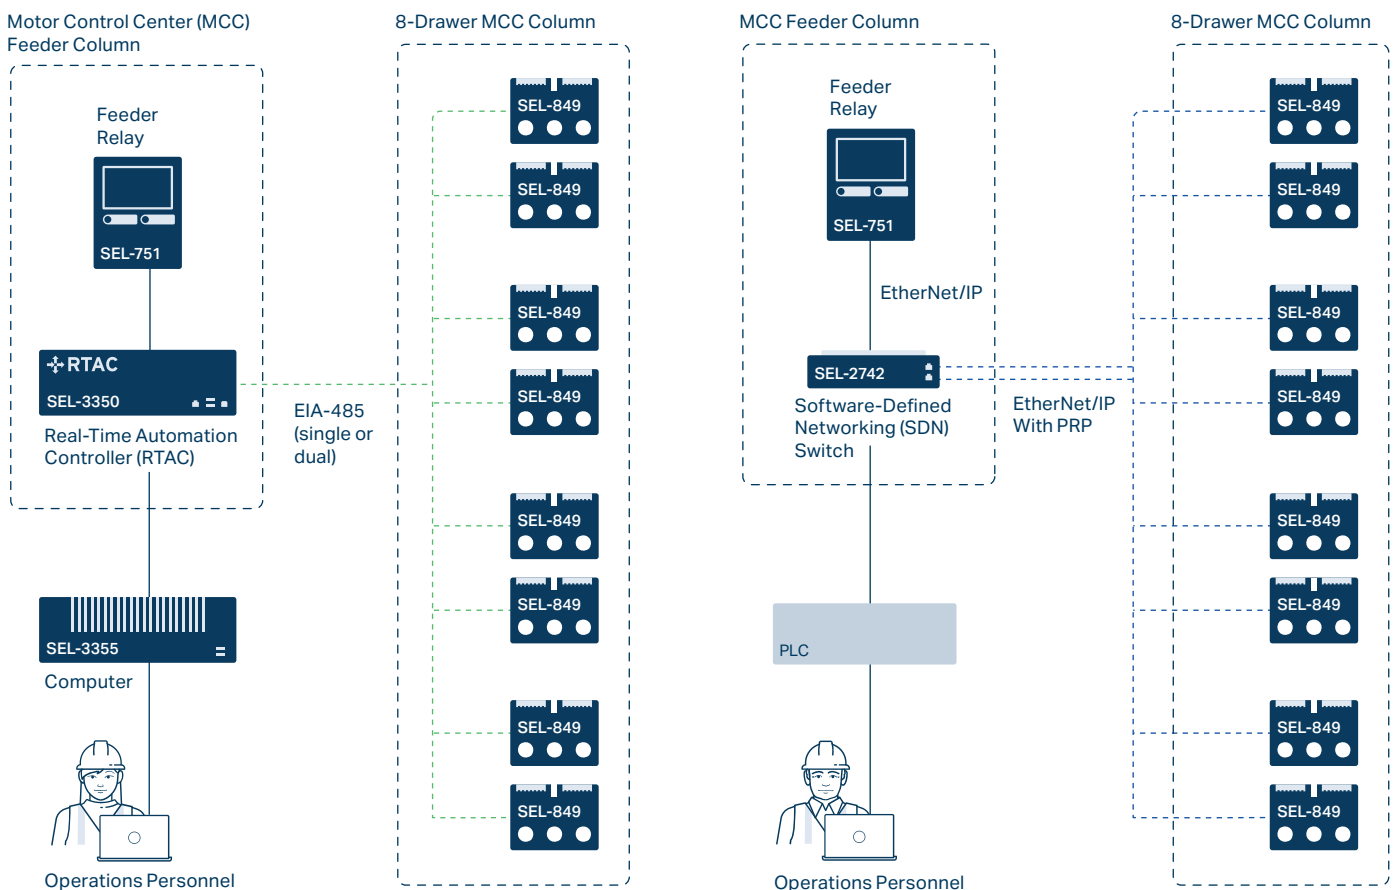 Motor Control Center (MCC)
Feeder Column
8-Drawer MCC Column
Feeder
Relay
SEL-751
RTAC
SEL-3350
Real-Time Automation
Controller (RTAC)
EIA-485
(single or
dual)
SEL-3355
Computer
Operations Personnel
SEL-849
SEL-849
SEL-849
SEL-849
SEL-849
SEL-849
SEL-849
SEL-849
MCC Feeder Column
8-Drawer MCC Column
Feeder
Relay
SEL-751
EtherNet/IP
SEL-2742
Software-Defined
Networking (SDN)
Switch
EtherNet/IP
With PRP
PLC
Operations Personnel
SEL-849
SEL-849
SEL-849
SEL-849
SEL-849
SEL-849
SEL-849
SEL-849